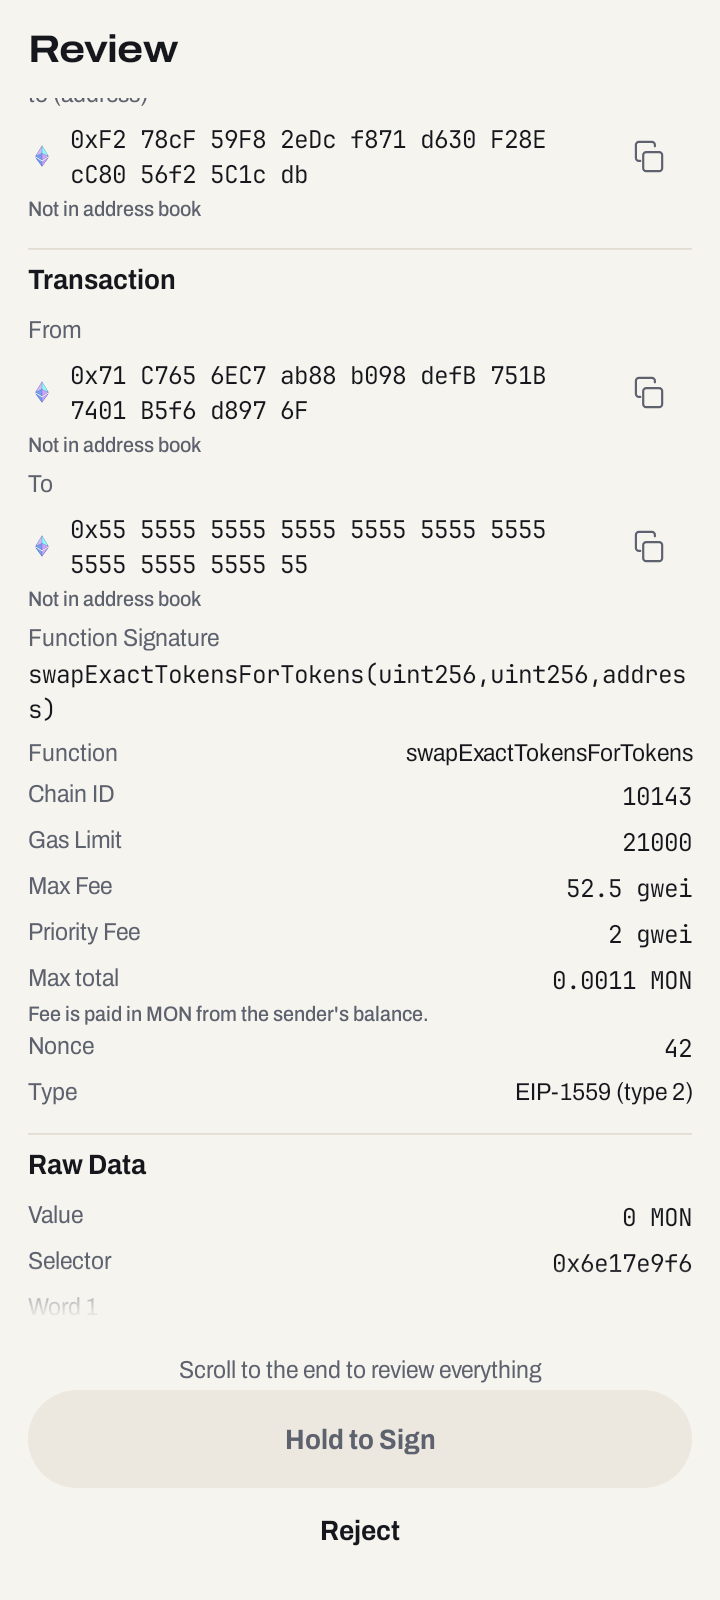 Review
to (address)
0xF2 78cF 59F8 2eDc f871 d630 F28E
cC80 56f2 5C1c db
Not in address book
Transaction
From
0x71 C765 6EC7 ab88 b098 defB 751B
7401 B5f6 d897 6F
Not in address book
To
0x55 5555 5555 5555 5555 5555 5555
5555 5555 5555 55
Not in address book
Function Signature
swapExactTokensForTokens(uint256,uint256,addres
s)
Function swapExactTokensForTokens
Chain ID 10143
Gas Limit 21000
Max Fee 52.5 gwei
Priority Fee 2 gwei
Max total 0.0011 MON
Fee is paid in MON from the sender's balance.
Nonce 42
Type EIP-1559 (type 2)
Raw Data
Value 0 MON
Selector 0x6e17e9f6
Word 1
Scroll to the end to review everything
Hold to Sign
Reject